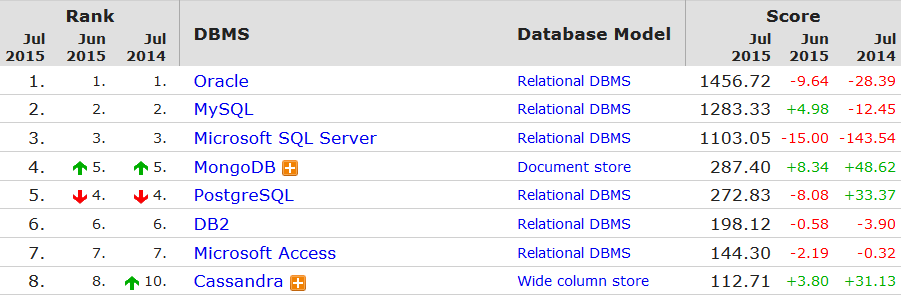 Rank DBMS Database Model Score
Jul 2015 Jun 2015 Jul 2014 Jul 2015 Jun 2015 Jul 2014
1. 1. 1. Oracle Relational DBMS 1456.72 -9.64 -28.39
2. 2. 2. MySQL Relational DBMS 1283.33 +4.98 -12.45
3. 3. 3. Microsoft SQL Server Relational DBMS 1103.05 -15.00 -143.54
4. 5. 5. MongoDB Document store 287.40 +8.34 +48.62
5. 4. 4. PostgreSQL Relational DBMS 272.83 -8.08 +33.37
6. 6. 6. DB2 Relational DBMS 198.12 -0.58 -3.90
7. 7. 7. Microsoft Access Relational DBMS 144.30 -2.19 -0.32
8. 8. 10. Cassandra Wide column store 112.71 +3.80 +31.13